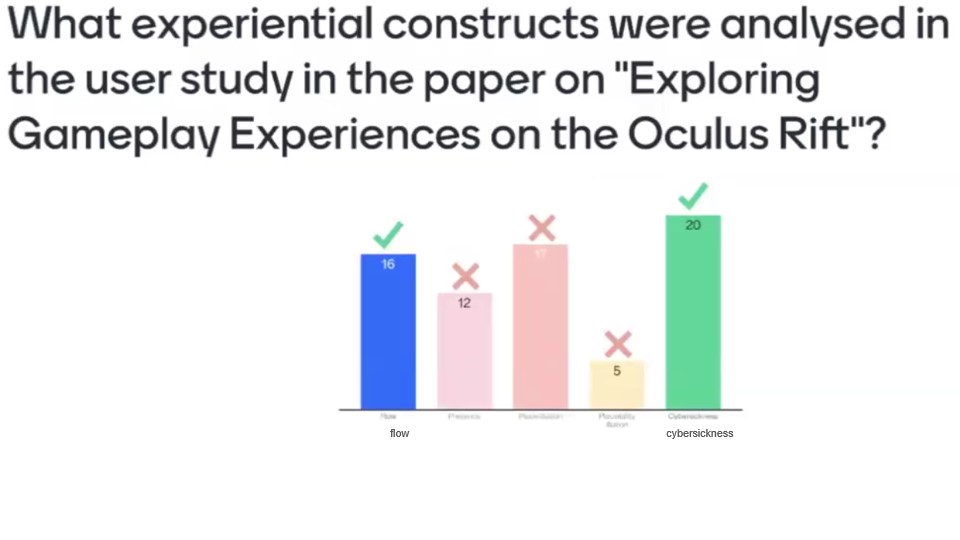 What experiential constructs were analysed in
the user study in the paper on "Exploring
Gameplay Experiences on the Oculus Rift"?
20
16
17
12
5
Flow
Presence
Place-illusion
Plausibility
illusion
Cybersickness
flow
cybersickness